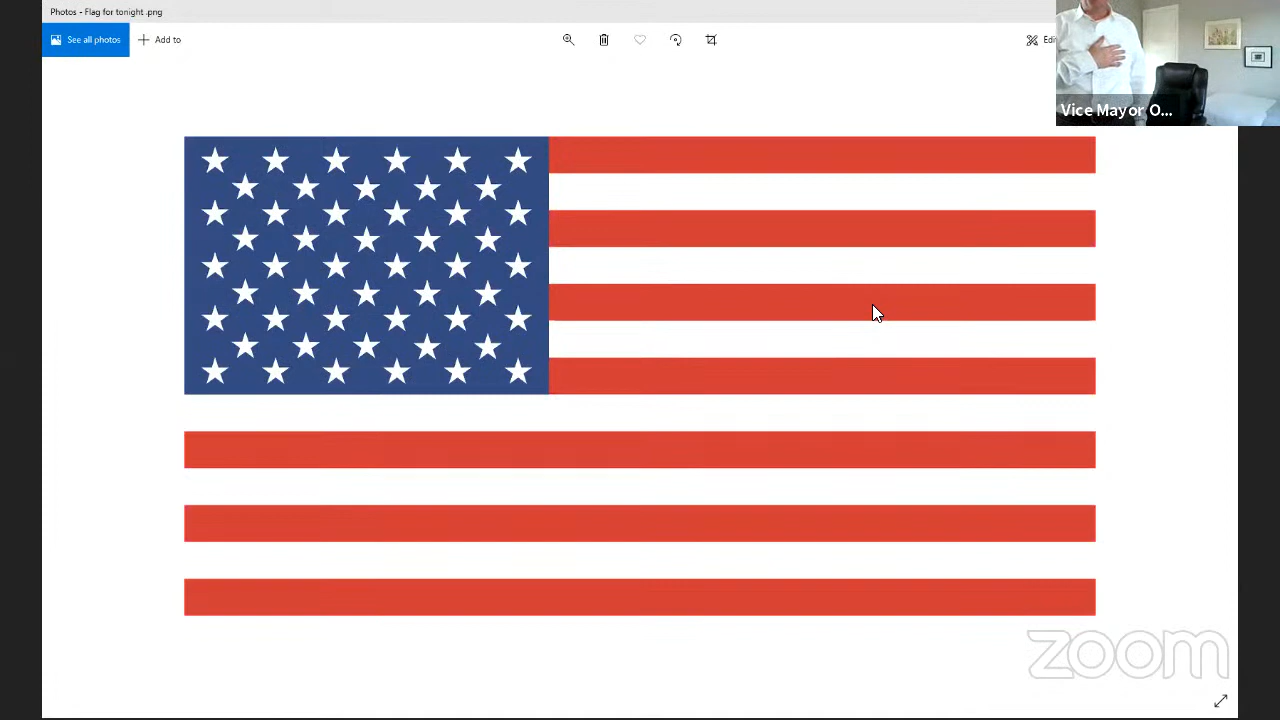 Photos - Flag for tonight .png
See all photos
Add to
Vice Mayor O...
zoom